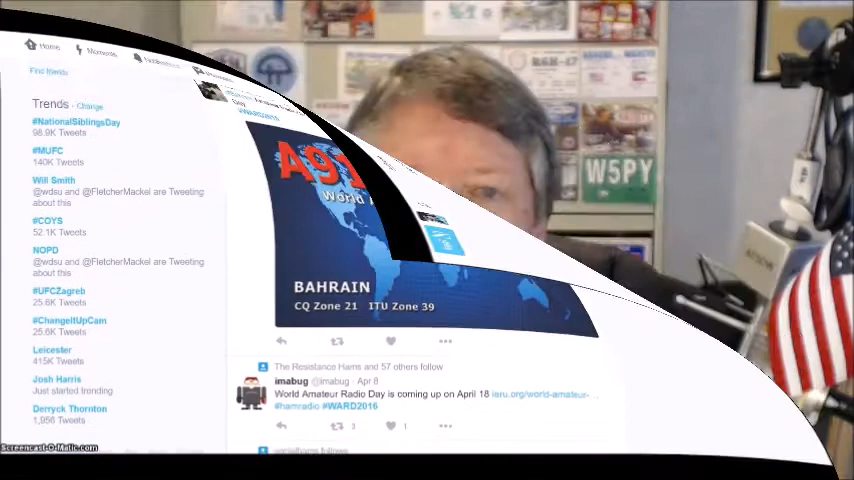 Home
Moments
Notifications
Find friends
Trends · Change
#NationalSiblingsDay
98.9K Tweets
#MUFC
140K Tweets
Will Smith
@wdsu and @FletcherMackel are Tweeting
about this
#COYS
52.1K Tweets
NOPD
@wdsu and @FletcherMackel are Tweeting
about this
#UFCZagreb
25.6K Tweets
#ChangeItUpCam
25.6K Tweets
Leicester
415K Tweets
Josh Harris
Just started trending
Derryck Thornton
1,956 Tweets
Day
#WARD2016
A91
World
BAHRAIN
CQ Zone 21 ITU Zone 39
The Resistance Hams and 57 others follow
imabug @imabug · Apr 8
World Amateur Radio Day is coming up on April 18 iaru.org/world-amateur-...
#hamradio #WARD2016
3
1
Screencast-O-Matic.com
W5PY